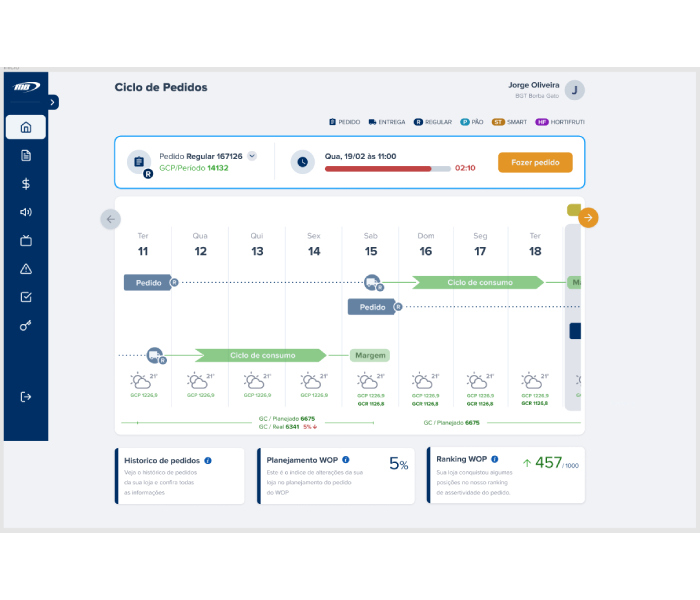 MB
Ciclo de Pedidos
Jorge Oliveira
BGT Borba Gato
J
PEDIDO
ENTREGA
R REGULAR
P PÃO
ST SMART
HF HORTIFRUTI
Pedido Regular 167126
GCP/Período 14132
R
Qua, 19/02 às 11:00
02:10
Fazer pedido
Ter Qua Qui Sex Sab Dom Seg Ter
11 12 13 14 15 16 17 18
Pedido R
R
Ciclo de consumo
Pedido R
R
Ciclo de consumo
Margem
21° 21° 21° 21° 21° 21° 21° 21°
GCP 1226,9 GCP 1226,9 GCP 1226,9 GCP 1226,9 GCP 1226,9 GCP 1226,9 GCP 1226,9 GCP 1226,9
GCR 1126,8 GCR 1126,8 GCR 1126,8 GCR 1126,8
GC / Planejado 6675
GC / Real 6341 5%
GC / Planejado 6675
Historico de pedidos
Veja o histórico de pedidos
da sua loja e confira todas
as informações
Planejamento WOP
Este é o índice de alterações da sua
loja no planejamento do pedido
do WOP
5%
Ranking WOP
Sua loja conquistou algumas
posições no nosso ranking
de assertividade do pedido.
457/1000